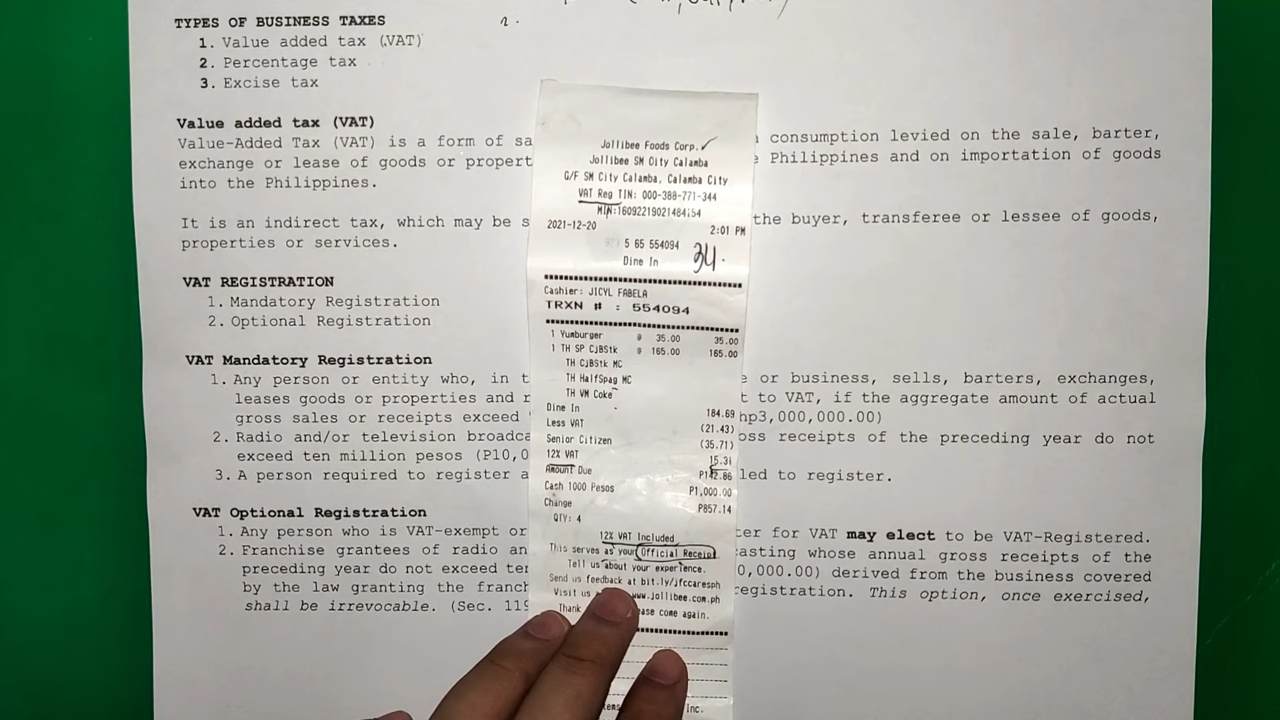 TYPES OF BUSINESS TAXES
2.
1. Value added tax (VAT)
2. Percentage tax
3. Excise tax
Value added tax (VAT)
Value-Added Tax (VAT) is a form of sa
consumption levied on the sale, barter,
exchange or lease of goods or propert
Philippines and on importation of goods
into the Philippines.
It is an indirect tax, which may be s
the buyer, transferee or lessee of goods,
properties or services.
VAT REGISTRATION
1. Mandatory Registration
2. Optional Registration
VAT Mandatory Registration
1. Any person or entity who, in t
e or business, sells, barters, exchanges,
leases goods or properties and r
t to VAT, if the aggregate amount of actual
gross sales or receipts exceed
hp3,000,000.00)
2. Radio and/or television broadca
oss receipts of the preceding year do not
exceed ten million pesos (P10,0
3. A person required to register a
led to register.
VAT Optional Registration
1. Any person who is VAT-exempt or
ter for VAT may elect to be VAT-Registered.
2. Franchise grantees of radio an
casting whose annual gross receipts of the
preceding year do not exceed ten
0,000.00) derived from the business covered
by the law granting the franch
registration. This option, once exercised,
shall be irrevocable. (Sec. 119
Jollibee Foods Corp.
Jollibee SM City Calamba
G/F SM City Calamba, Calamba City
VAT Reg TIN: 000-388-771-344
MIN:16092219021484154
2021-12-20 2:01 PM
5 65 554094
34.
Dine In
Cashier: JICYL FABELA
TRXN # : 554094
1 Yumburger @ 35.00 35.00
1 TH SP CjBStk @ 165.00 165.00
TH CJBStk MC
TH HalfSpag MC
TH VM Coke
Dine In 184.69
Less VAT (21.43)
Senior Citizen (35.71)
12% VAT 15.31
Amount Due P142.86
Cash 1000 Pesos P1,000.00
Change P857.14
QTY: 4
12% VAT Included
This serves as your Official Receipt
Tell us about your experience.
Send us feedback at bit.ly/jfccaresph
Visit us www.jollibee.com.ph
Thank ase come again.
Inc.